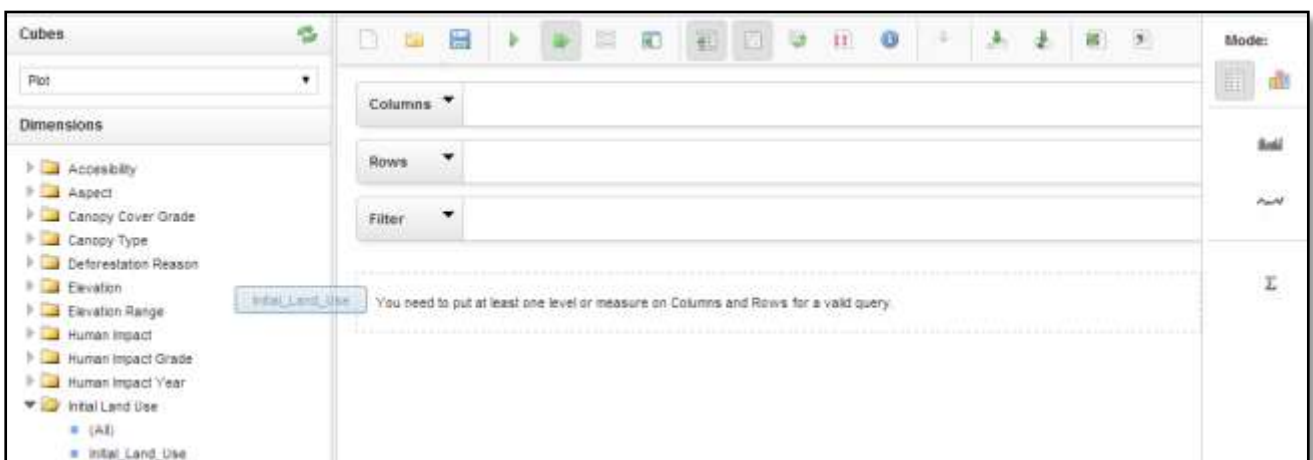 Cubes
Plot
Dimensions
Accesibility
Aspect
Canopy Cover Grade
Canopy Type
Deforestation Reason
Elevation
Elevation Range
Human Impact
Human Impact Grade
Human Impact Year
Initial Land Use
(All)
Initial_Land_Use
Initial_Land_Use
Columns
Rows
Filter
You need to put at least one level or measure on Columns and Rows for a valid query.
Mode:
Σ